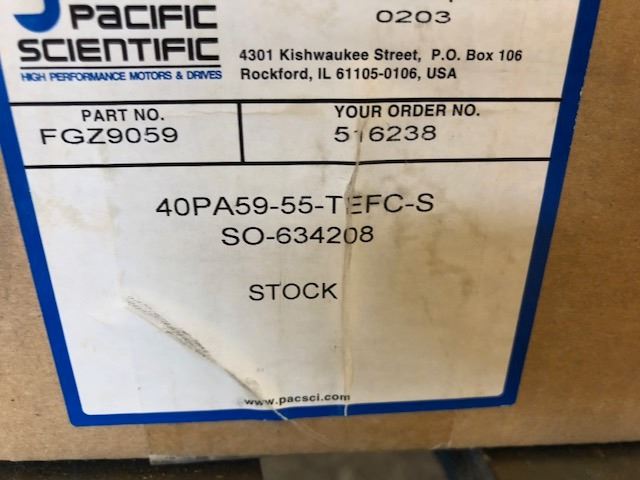 PACIFIC
SCIENTIFIC
HIGH PERFORMANCE MOTORS & DRIVES
0203
4301 Kishwaukee Street, P.O. Box 106
Rockford, IL 61105-0106, USA
PART NO.
FGZ9059
YOUR ORDER NO.
516238
40PA59-55-TEFC-S
SO-634208
STOCK
www.pacsci.com